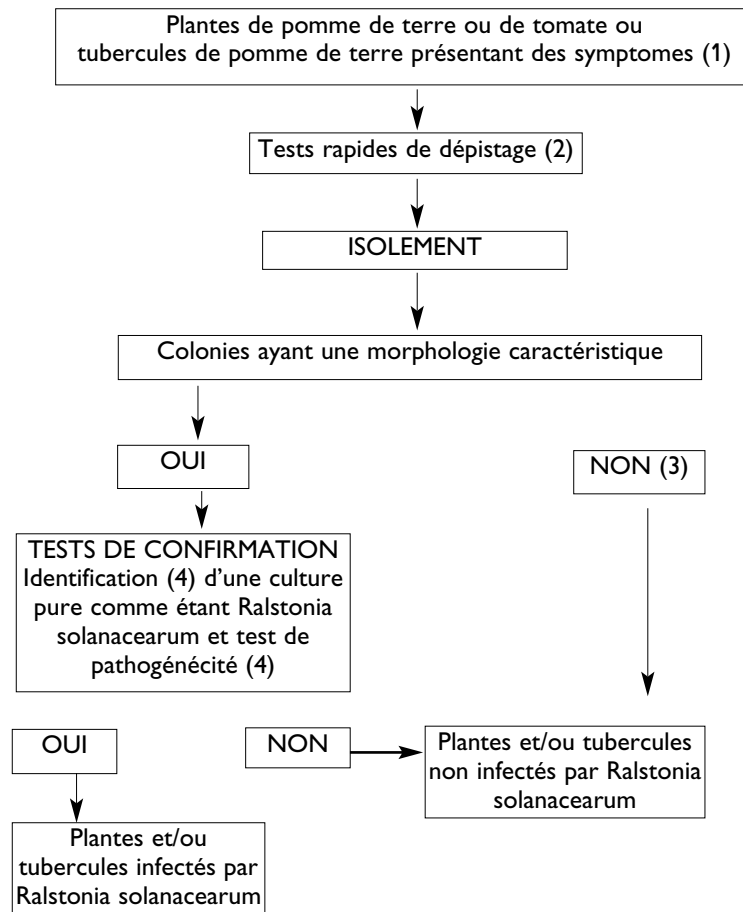 Plantes de pomme de terre ou de tomate ou
tubercules de pomme de terre présentant des symptomes (1)
Tests rapides de dépistage (2)
ISOLEMENT
Colonies ayant une morphologie caractéristique
OUI
NON (3)
TESTS DE CONFIRMATION
Identification (4) d'une culture
pure comme étant Ralstonia
solanacearum et test de
pathogénécité (4)
OUI
NON
Plantes et/ou tubercules
non infectés par Ralstonia
solanacearum
Plantes et/ou
tubercules infectés par
Ralstonia solanacearum